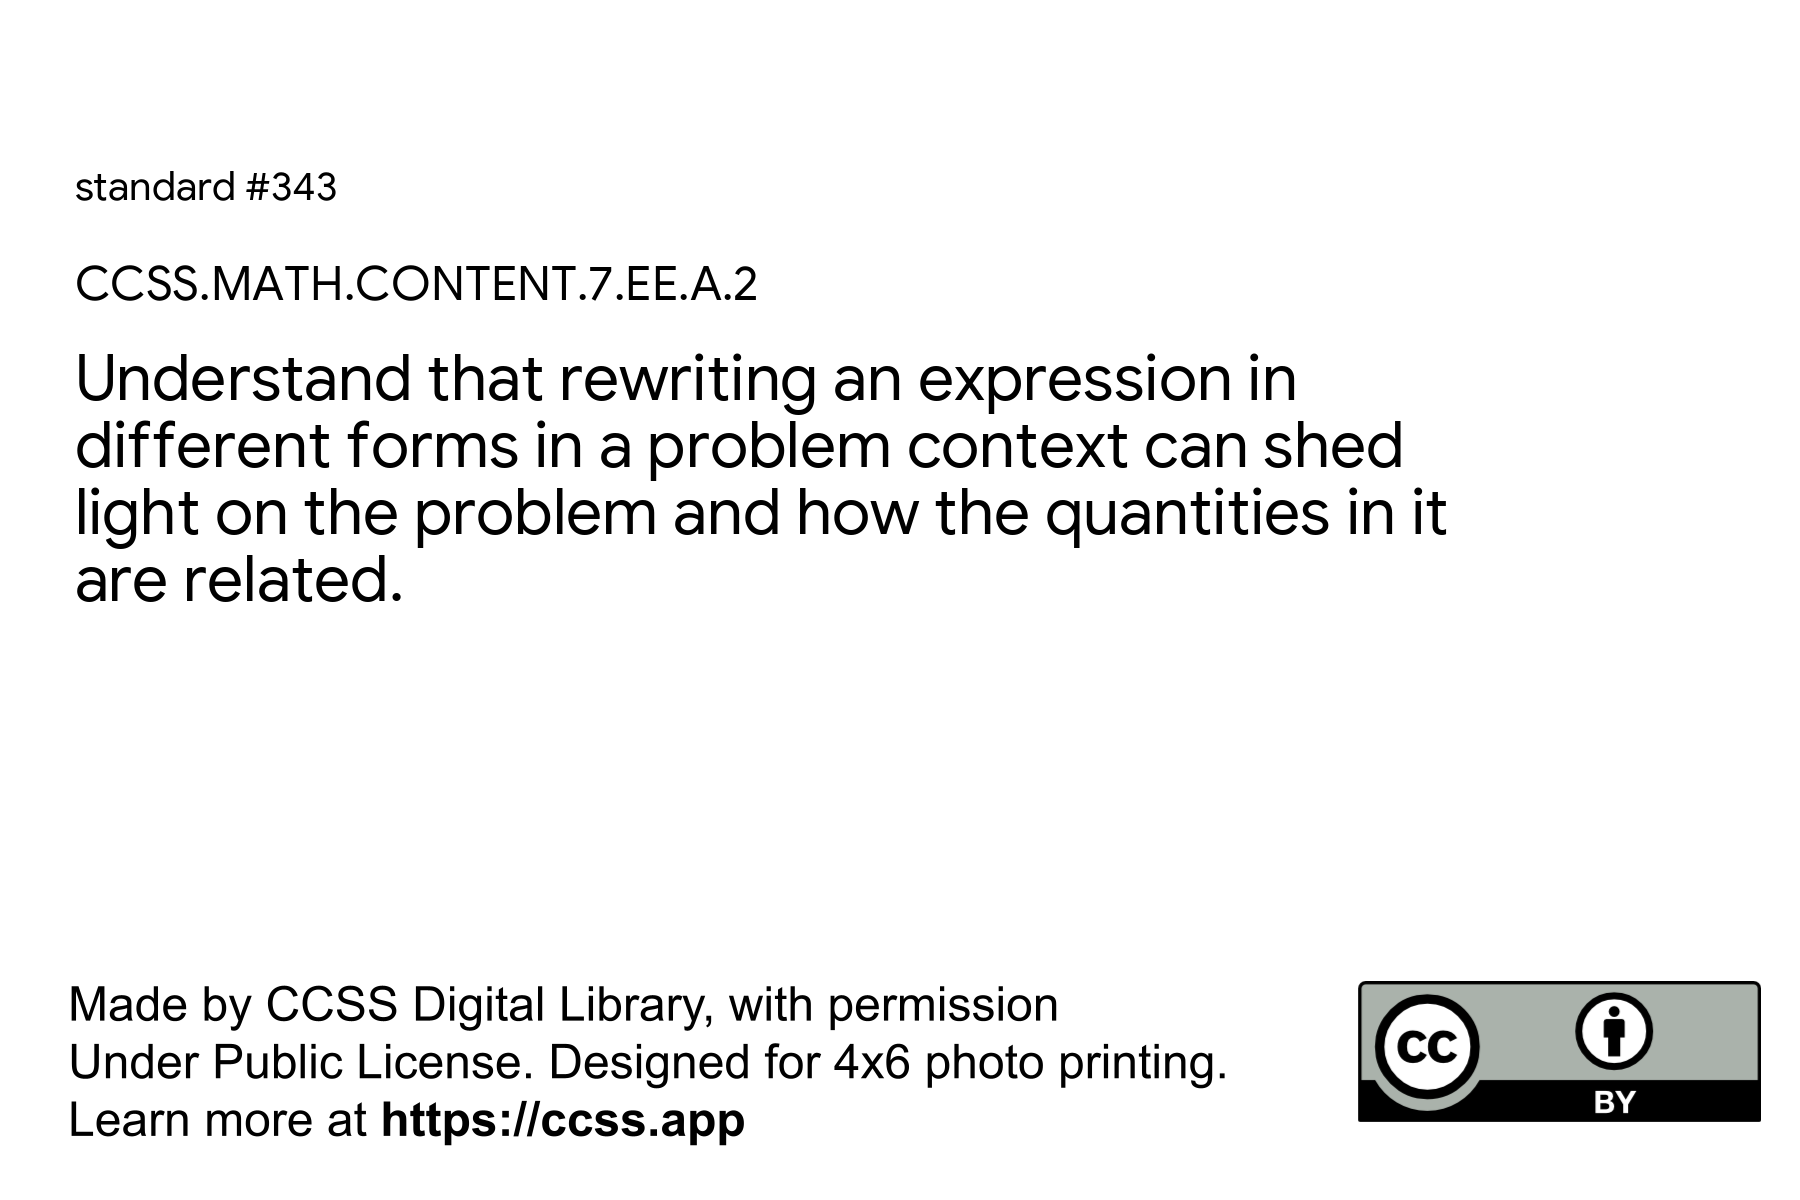 standard #343
CCSS.MATH.CONTENT.7.EE.A.2
Understand that rewriting an expression in
different forms in a problem context can shed
light on the problem and how the quantities in it
are related.
Made by CCSS Digital Library, with permission
Under Public License. Designed for 4x6 photo printing.
Learn more at https://ccss.app
CC
BY